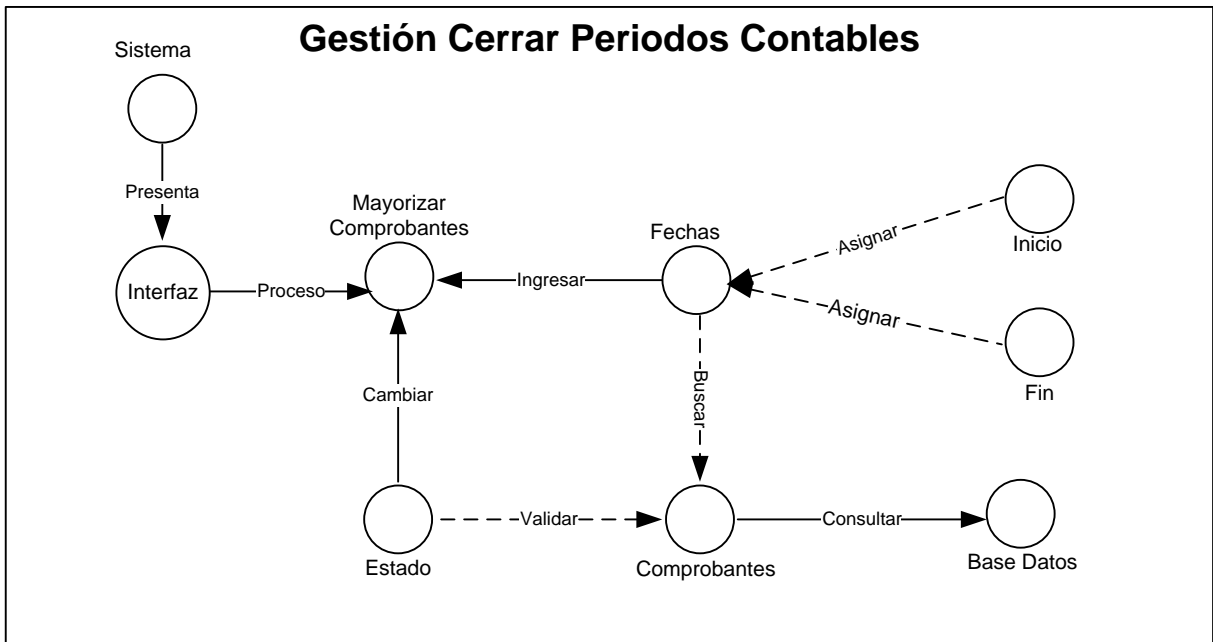 Gestión Cerrar Periodos Contables
Sistema
Presenta
Interfaz
Proceso
Mayorizar
Comprobantes
Ingresar
Fechas
Asignar
Inicio
Asignar
Fin
Cambiar
Buscar
Estado
Validar
Comprobantes
Consultar
Base Datos